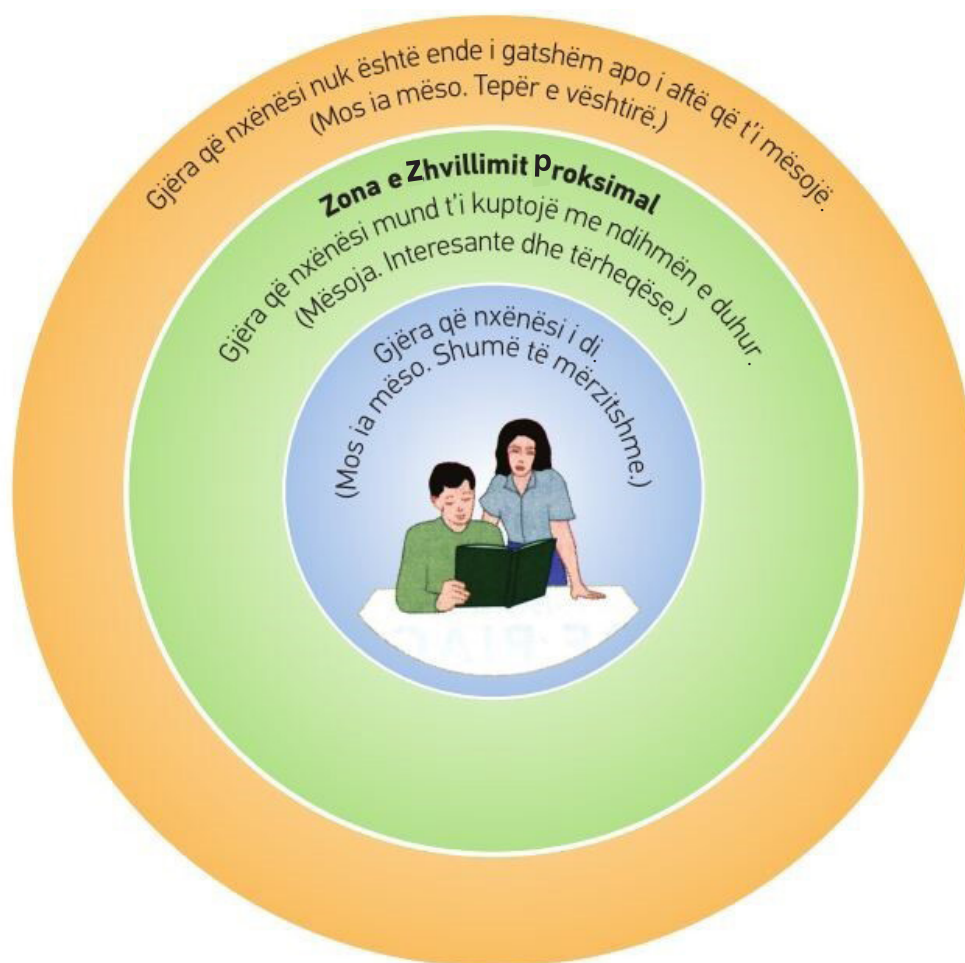 Gjëra që nxënësi nuk është ende i gatshëm apo i aftë që t'i mësojë.
(Mos ia mëso. Tepër e vështirë.)
Zona e Zhvillimit Proksimal
Gjëra që nxënësi mund t'i kuptojë me ndihmën e duhur.
(Mësoja. Interesante dhe tërheqëse.)
Gjëra që nxënësi i di.
(Mos ia mëso. Shumë të mërzitshme.)